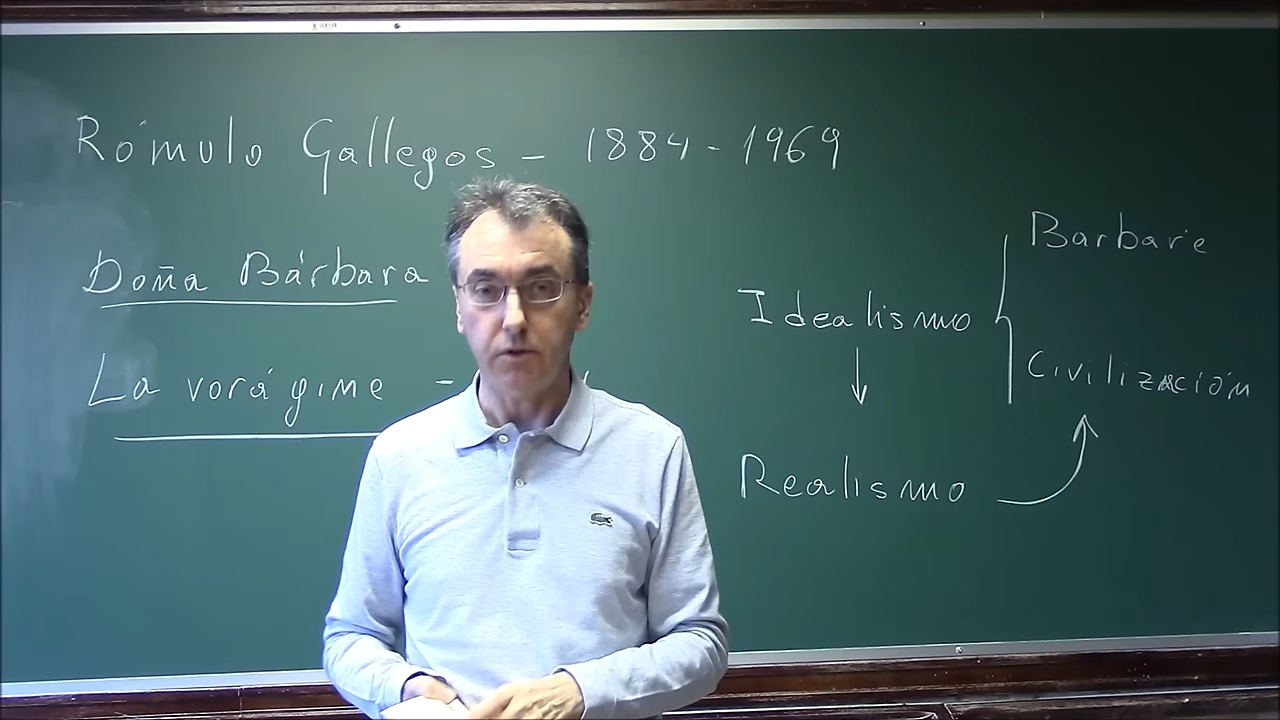 Rómulo Gallegos - 1884-1969
Doña Bárbara
La vorágine -
Idealismo
Barbarie
Civilización
Realismo